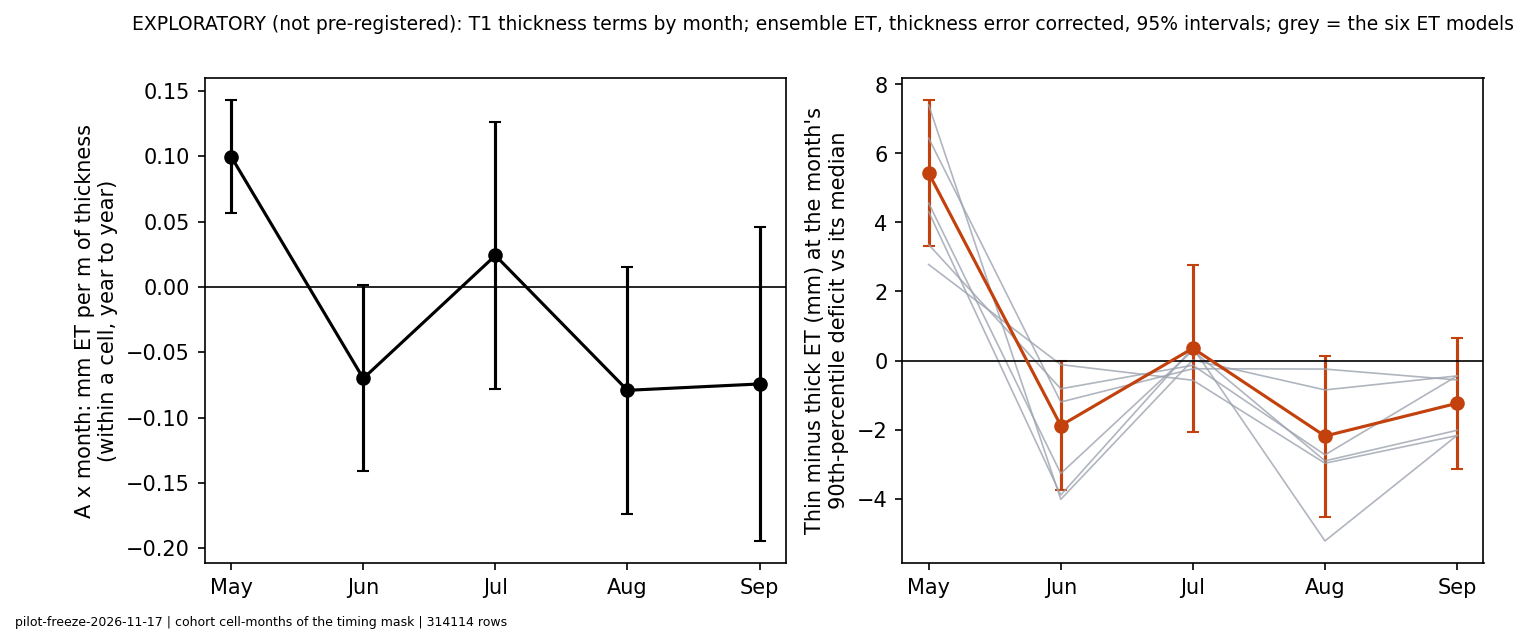 EXPLORATORY (not pre-registered): T1 thickness terms by month; ensemble ET, thickness error corrected, 95% intervals; grey = the six ET models
A x month: mm ET per m of thickness
(within a cell, year to year)
0.15
0.10
0.05
0.00
−0.05
−0.10
−0.15
−0.20
May
Jun
Jul
Aug
Sep
Thin minus thick ET (mm) at the month's
90th-percentile deficit vs its median
8
6
4
2
0
−2
−4
May
Jun
Jul
Aug
Sep
pilot-freeze-2026-11-17 | cohort cell-months of the timing mask | 314114 rows